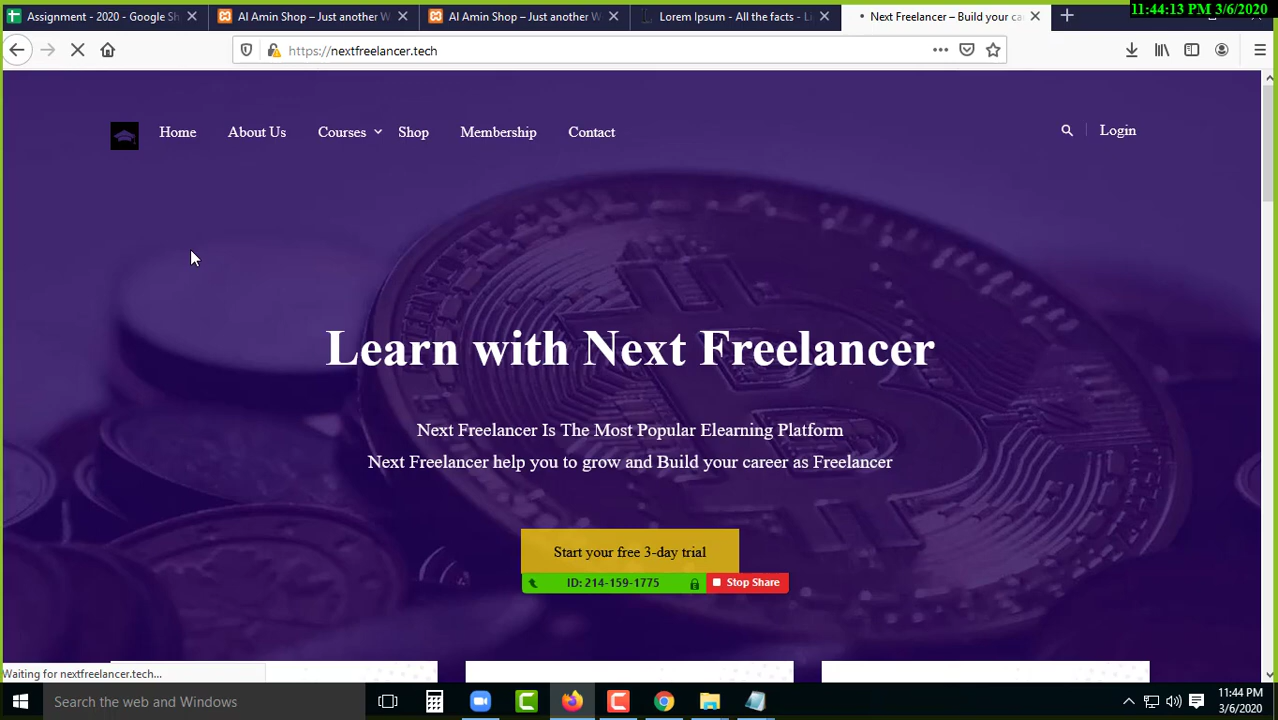 Assignment - 2020 - Google Sh
Al Amin Shop – Just another W
Al Amin Shop – Just another W
Lorem Ipsum - All the facts - Li
Next Freelancer – Build your ca
11:44:13 PM 3/6/2020
https://nextfreelancer.tech
Home
About Us
Courses
Shop
Membership
Contact
Login
Learn with Next Freelancer
Next Freelancer Is The Most Popular Elearning Platform
Next Freelancer help you to grow and Build your career as Freelancer
Start your free 3-day trial
ID: 214-159-1775
Stop Share
Waiting for nextfreelancer.tech...
Search the web and Windows
11:44 PM
3/6/2020